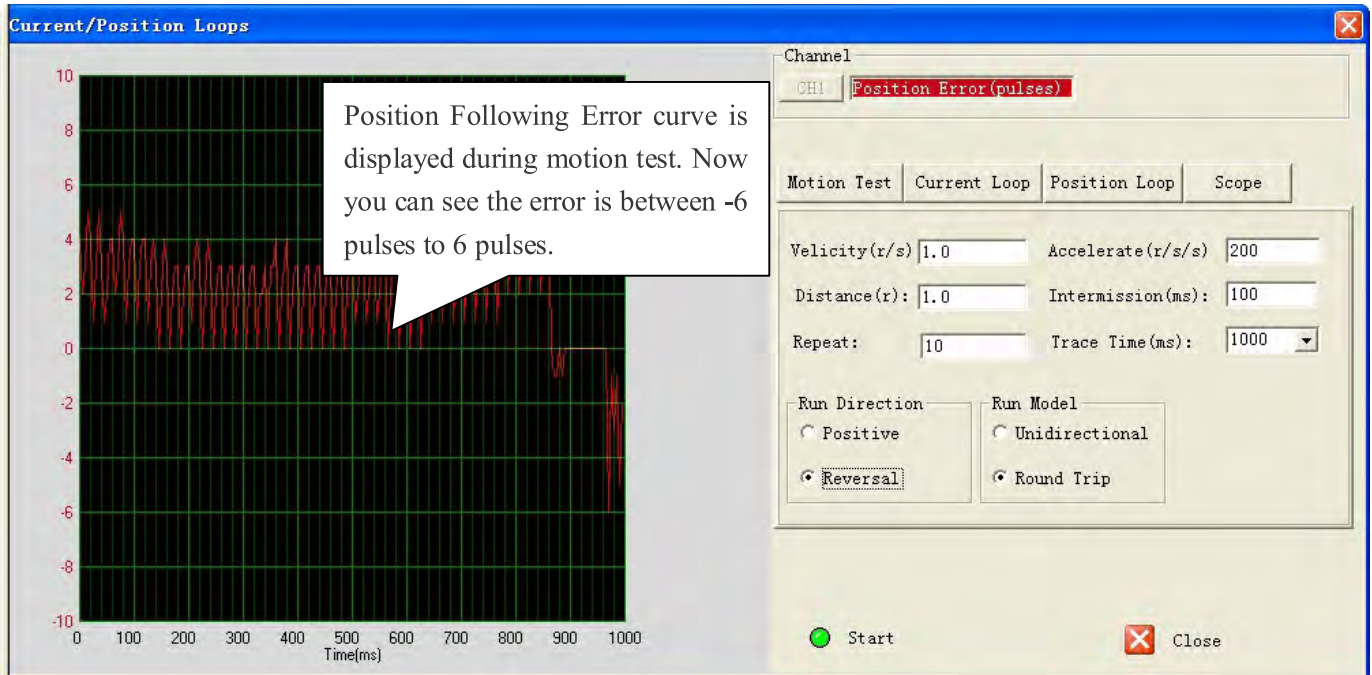 Current/Position Loops
10
8
6
4
2
0
-2
-4
-6
-8
-10
0 100 200 300 400 500 600 700 800 900 1000
Time(ms)
Position Following Error curve is
displayed during motion test. Now
you can see the error is between -6
pulses to 6 pulses.
Channel
CH1 Position Error(pulses)
Motion Test Current Loop Position Loop Scope
Velicity(r/s) 1.0 Accelerate(r/s/s) 200
Distance(r): 1.0 Intermission(ms): 100
Repeat: 10 Trace Time(ms): 1000
Run Direction Run Model
Positive Unidirectional
Reversal Round Trip
Start Close